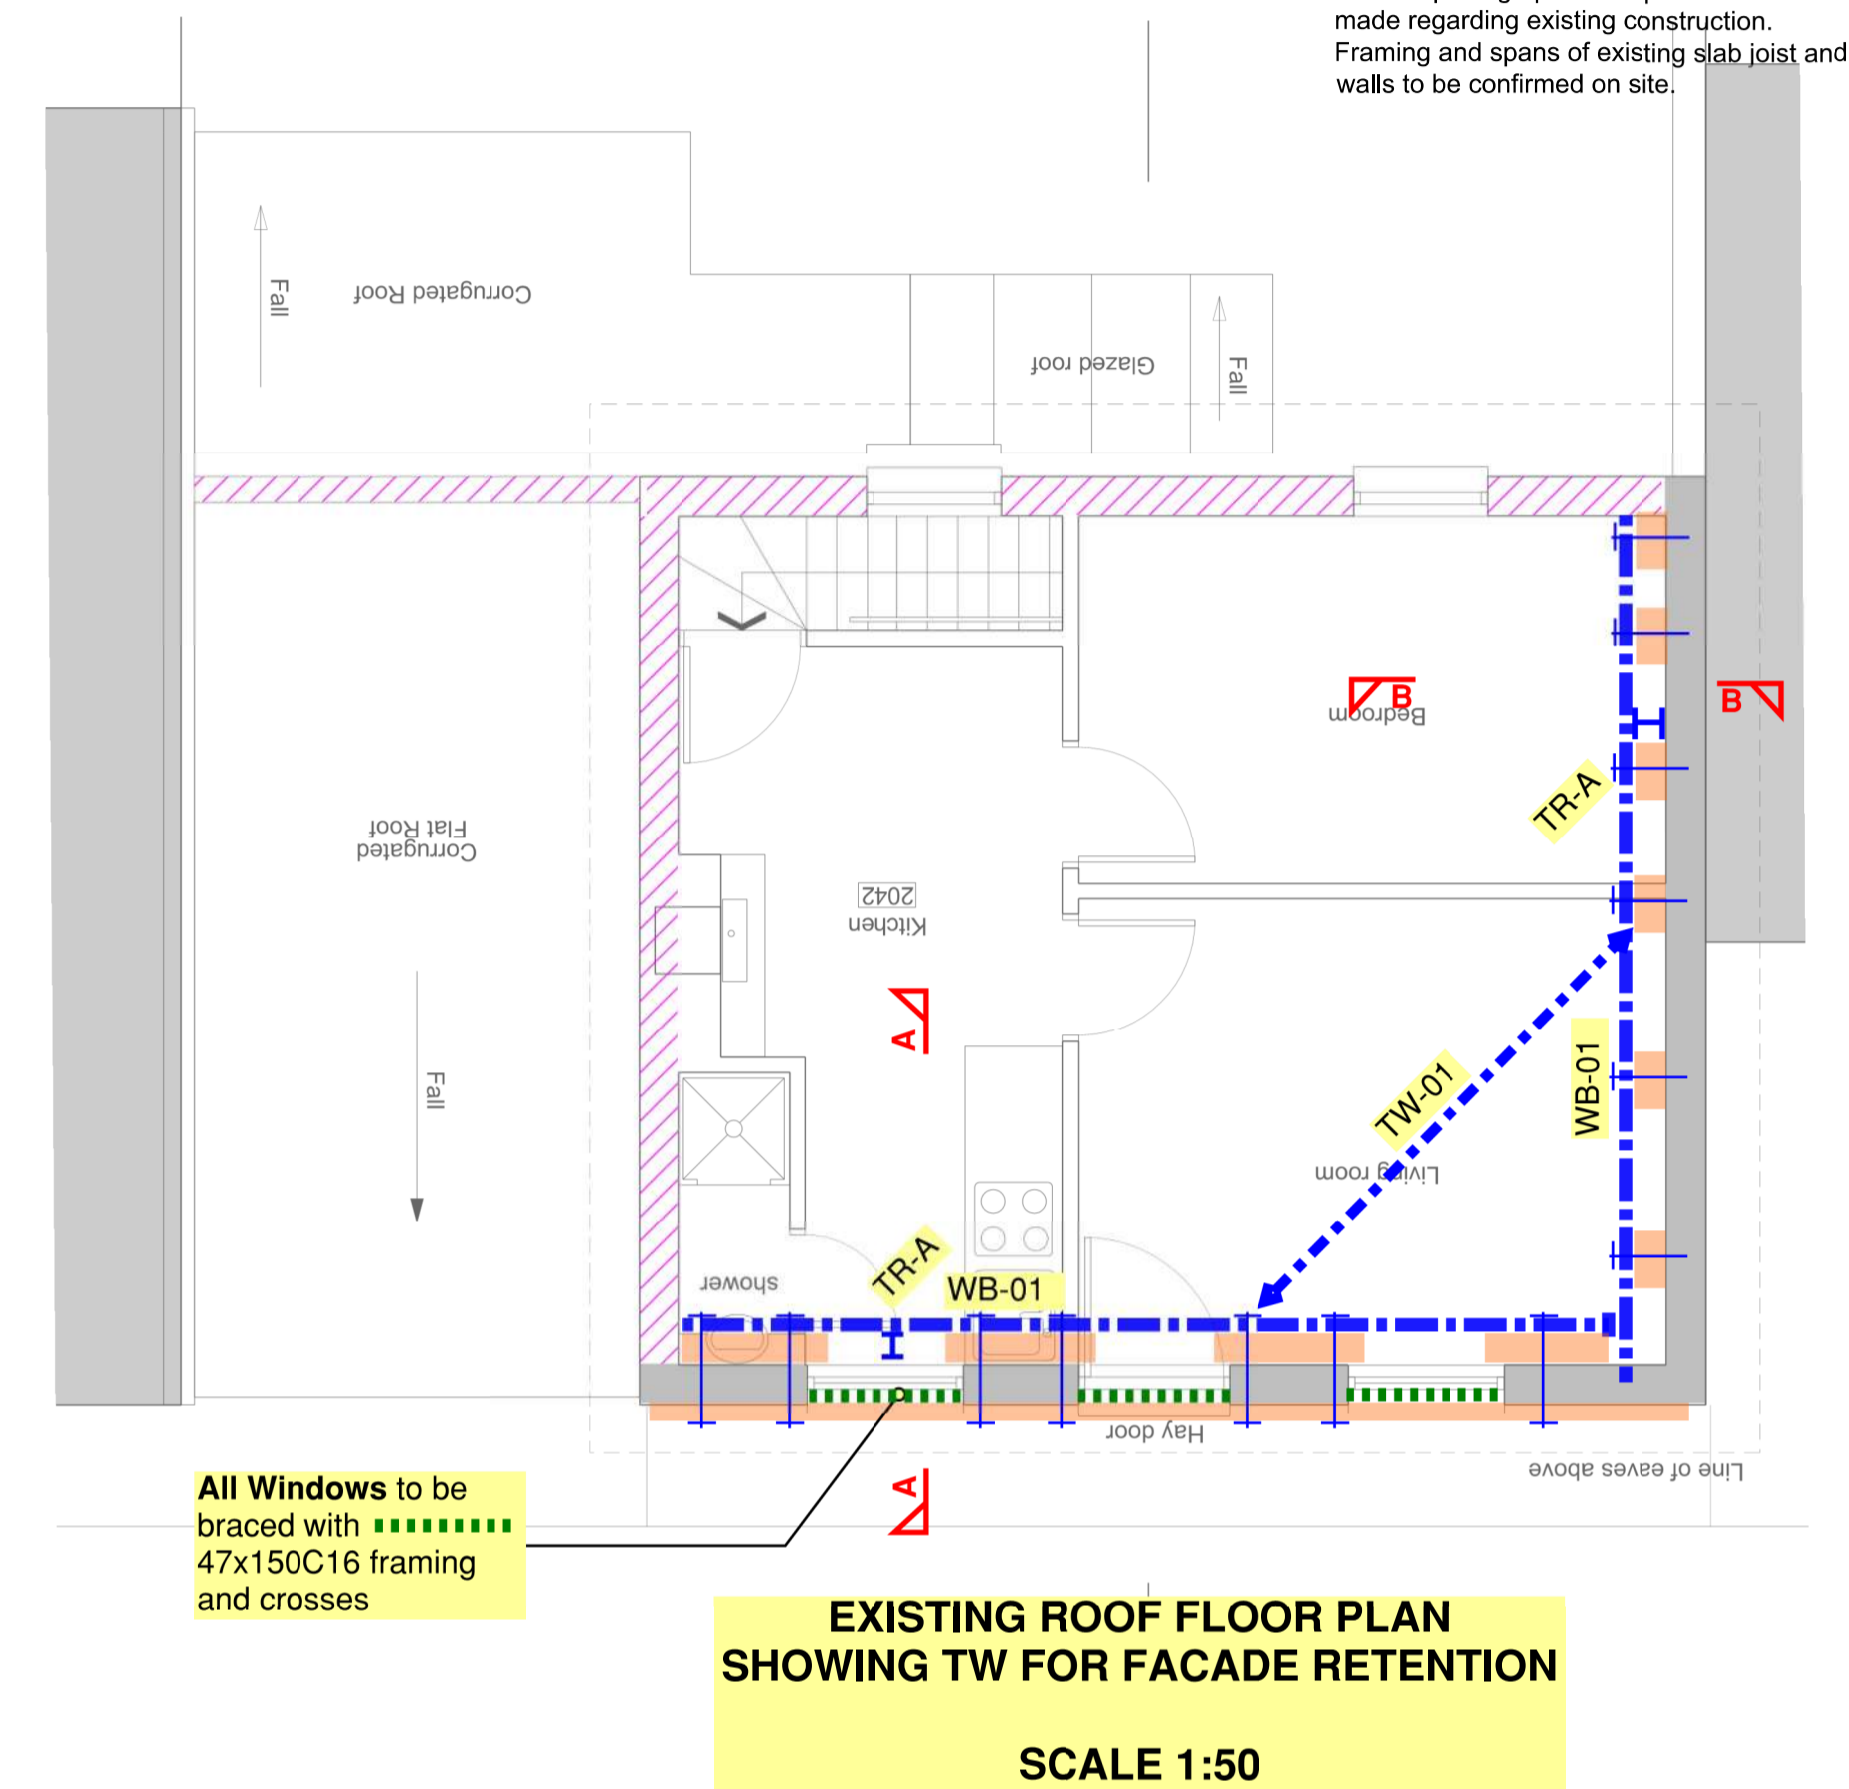 made regarding existing construction.
Framing and spans of existing slab joist and
walls to be confirmed on site.
Fall
Corrugated Roof
Glazed roof
Fall
B
Bedroom
B
TR-A
Corrugated
Flat Roof
2042
Kitchen
A
Fall
TW-01
WB-01
Living room
shower
TR-A
WB-01
Hay door
Line of eaves above
A
All Windows to be
braced with
47x150C16 framing
and crosses
EXISTING ROOF FLOOR PLAN
SHOWING TW FOR FACADE RETENTION
SCALE 1:50